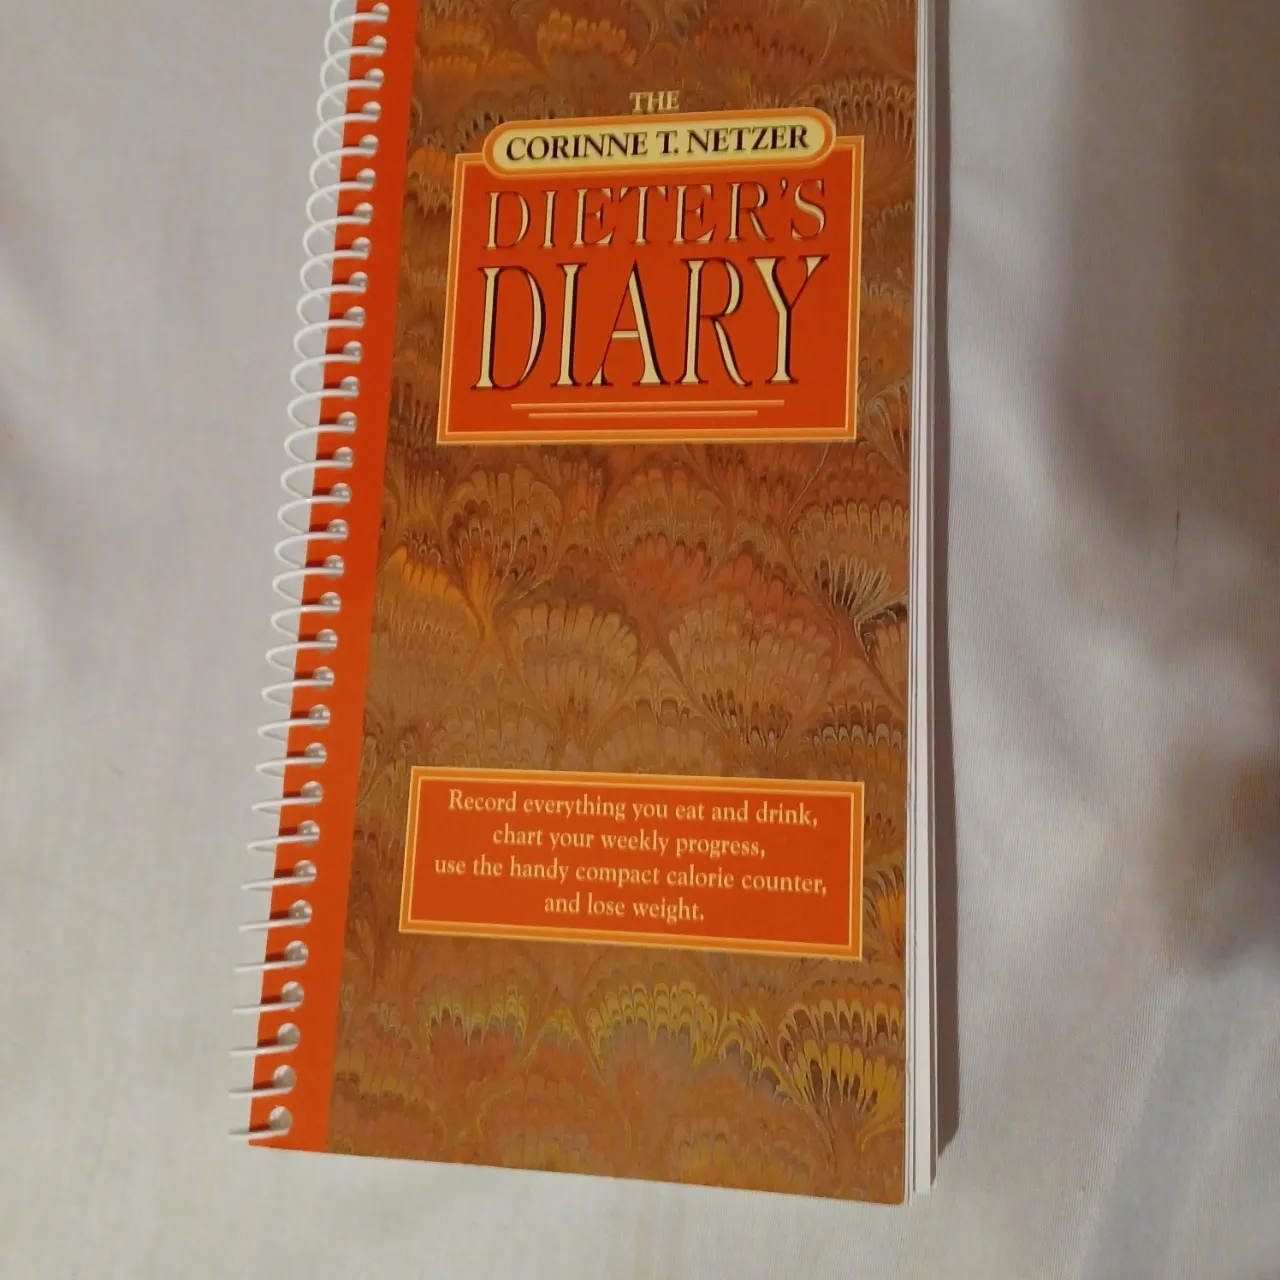 THE
CORINNE T. NETZER
DIETER'S
DIARY
Record everything you eat and drink,
chart your weekly progress,
use the handy compact calorie counter,
and lose weight.